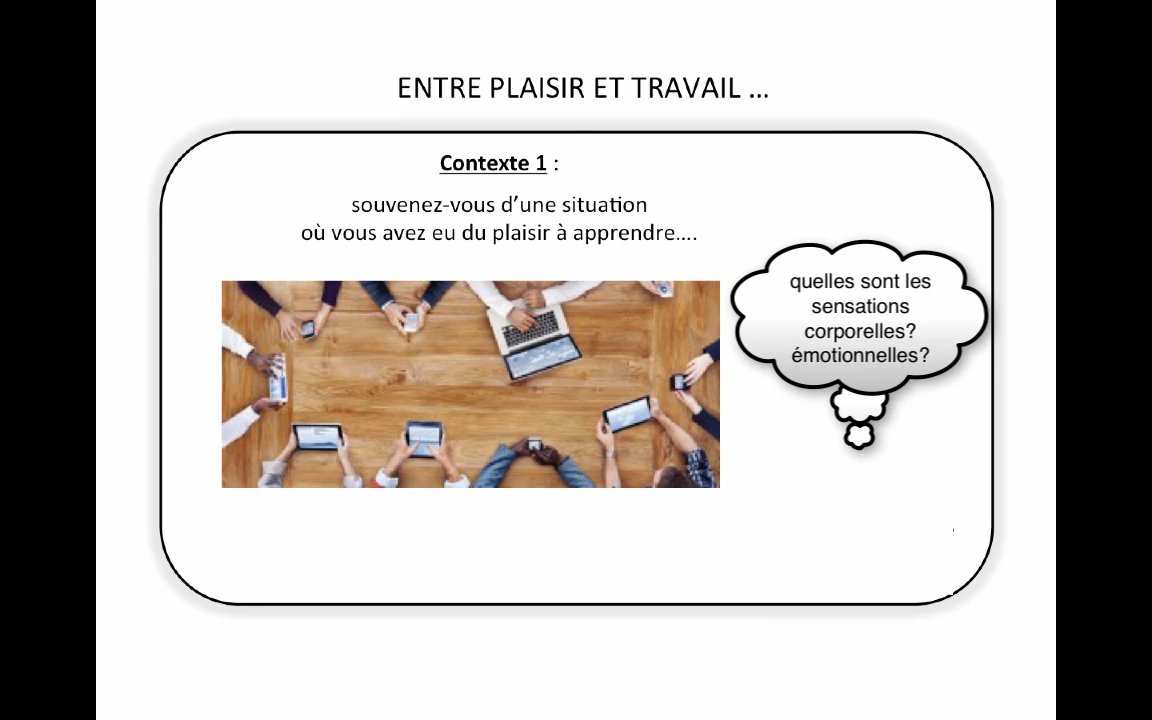 ENTRE PLAISIR ET TRAVAIL ...
Contexte 1 :
souvenez-vous d’une situation
où vous avez eu du plaisir à apprendre….
quelles sont les
sensations
corporelles?
émotionnelles?